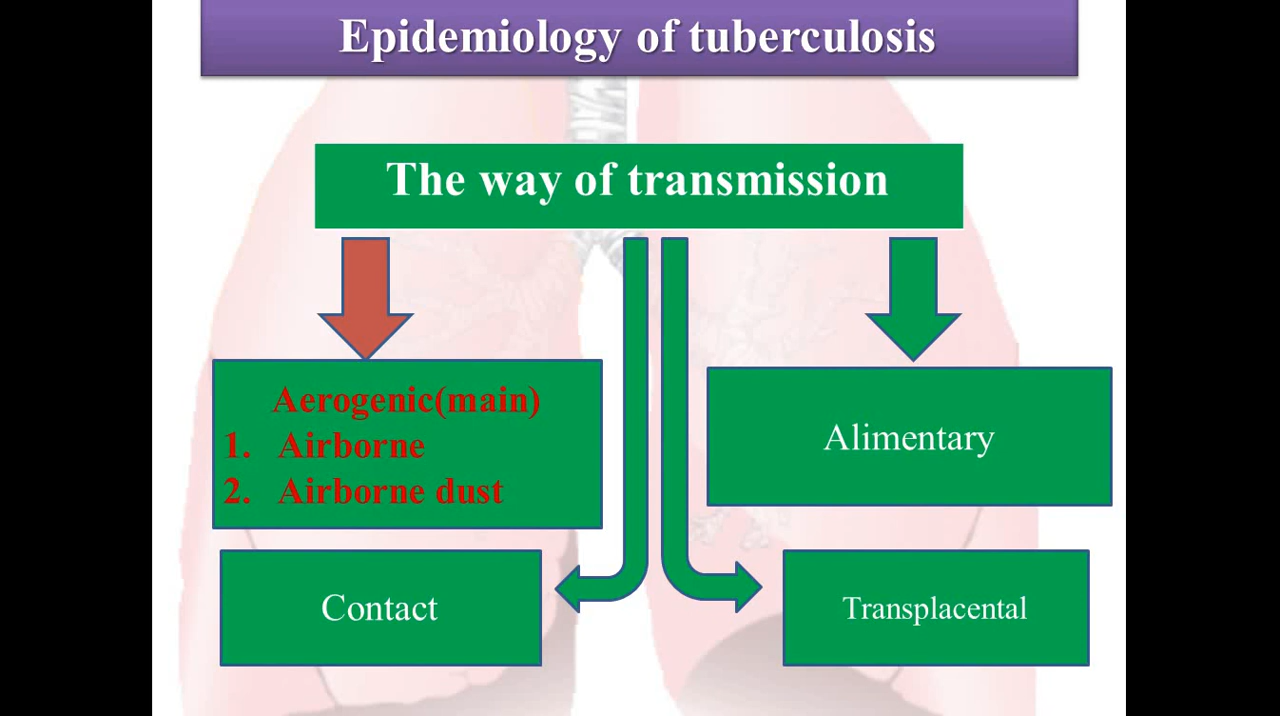 Epidemiology of tuberculosis
The way of transmission
Aerogenic(main)
1. Airborne
2. Airborne dust
Alimentary
Contact
Transplacental